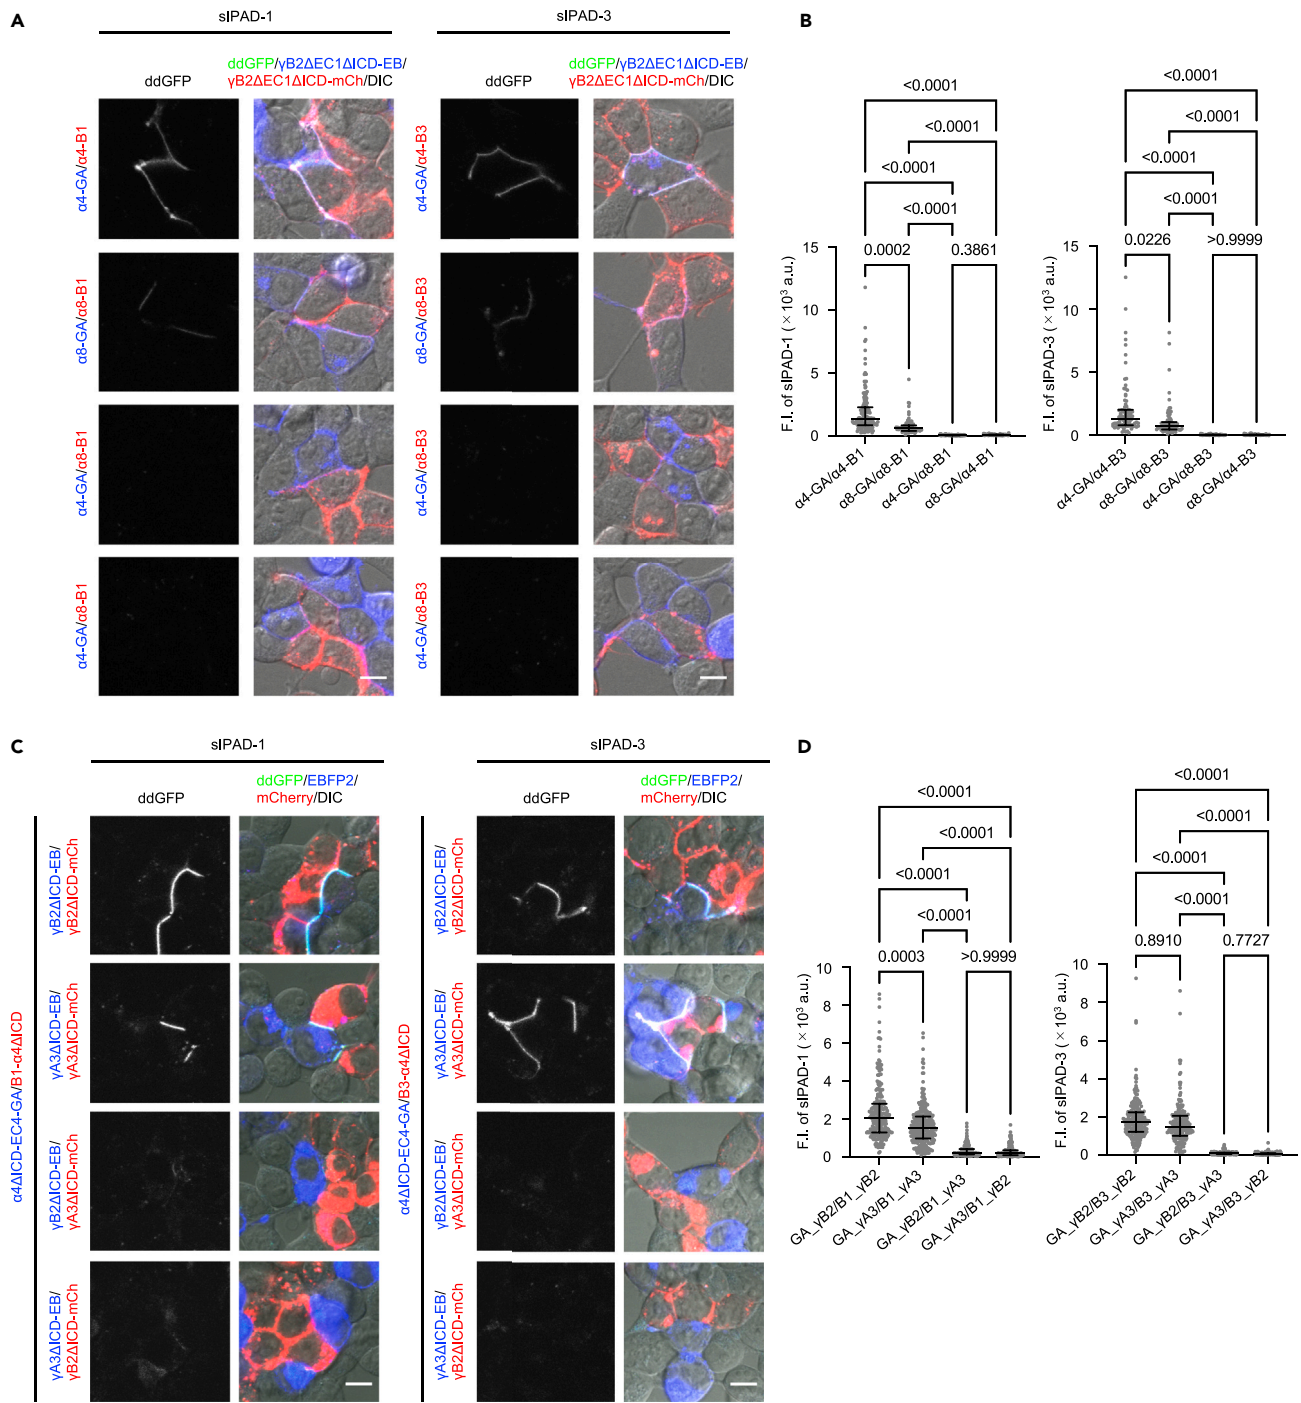 A
sIPAD-1
sIPAD-3
ddGFP
ddGFP/γB2ΔEC1ΔICD-EB/
γB2ΔEC1ΔICD-mCh/DIC
ddGFP
ddGFP/γB2ΔEC1ΔICD-EB/
γB2ΔEC1ΔICD-mCh/DIC
α4-GA/α4-B1
α4-GA/α4-B3
α8-GA/α8-B1
α8-GA/α8-B3
α4-GA/α8-B1
α4-GA/α8-B3
α4-GA/α8-B1
α4-GA/α8-B3
B
<0.0001
<0.0001
<0.0001
<0.0001
0.0002
0.3861
15
10
5
0
F.I. of sIPAD-1 (×10³ a.u.)
α4-GA/α4-B1
α8-GA/α8-B1
α4-GA/α8-B1
α8-GA/α4-B1
<0.0001
<0.0001
<0.0001
<0.0001
0.0226
>0.9999
15
10
5
0
F.I. of sIPAD-3 (×10³ a.u.)
α4-GA/α4-B3
α8-GA/α8-B3
α4-GA/α8-B3
α8-GA/α4-B3
C
sIPAD-1
sIPAD-3
ddGFP
ddGFP/EBFP2/
mCherry/DIC
ddGFP
ddGFP/EBFP2/
mCherry/DIC
α4ΔICD-EC4-GA/B1-α4ΔICD
γB2ΔICD-EB/
γB2ΔICD-mCh
γA3ΔICD-EB/
γA3ΔICD-mCh
γB2ΔICD-EB/
γA3ΔICD-mCh
γA3ΔICD-EB/
γB2ΔICD-mCh
α4ΔICD-EC4-GA/B3-α4ΔICD
γB2ΔICD-EB/
γB2ΔICD-mCh
γA3ΔICD-EB/
γA3ΔICD-mCh
γB2ΔICD-EB/
γA3ΔICD-mCh
γA3ΔICD-EB/
γB2ΔICD-mCh
D
<0.0001
<0.0001
<0.0001
<0.0001
0.0003
>0.9999
10
8
6
4
2
0
F.I. of sIPAD-1 (×10³ a.u.)
GA_γB2/B1_γB2
GA_γA3/B1_γA3
GA_γB2/B1_γA3
GA_γA3/B1_γB2
<0.0001
<0.0001
<0.0001
<0.0001
0.8910
0.7727
10
8
6
4
2
0
F.I. of sIPAD-3 (×10³ a.u.)
GA_γB2/B3_γB2
GA_γA3/B3_γA3
GA_γB2/B3_γA3
GA_γA3/B3_γB2